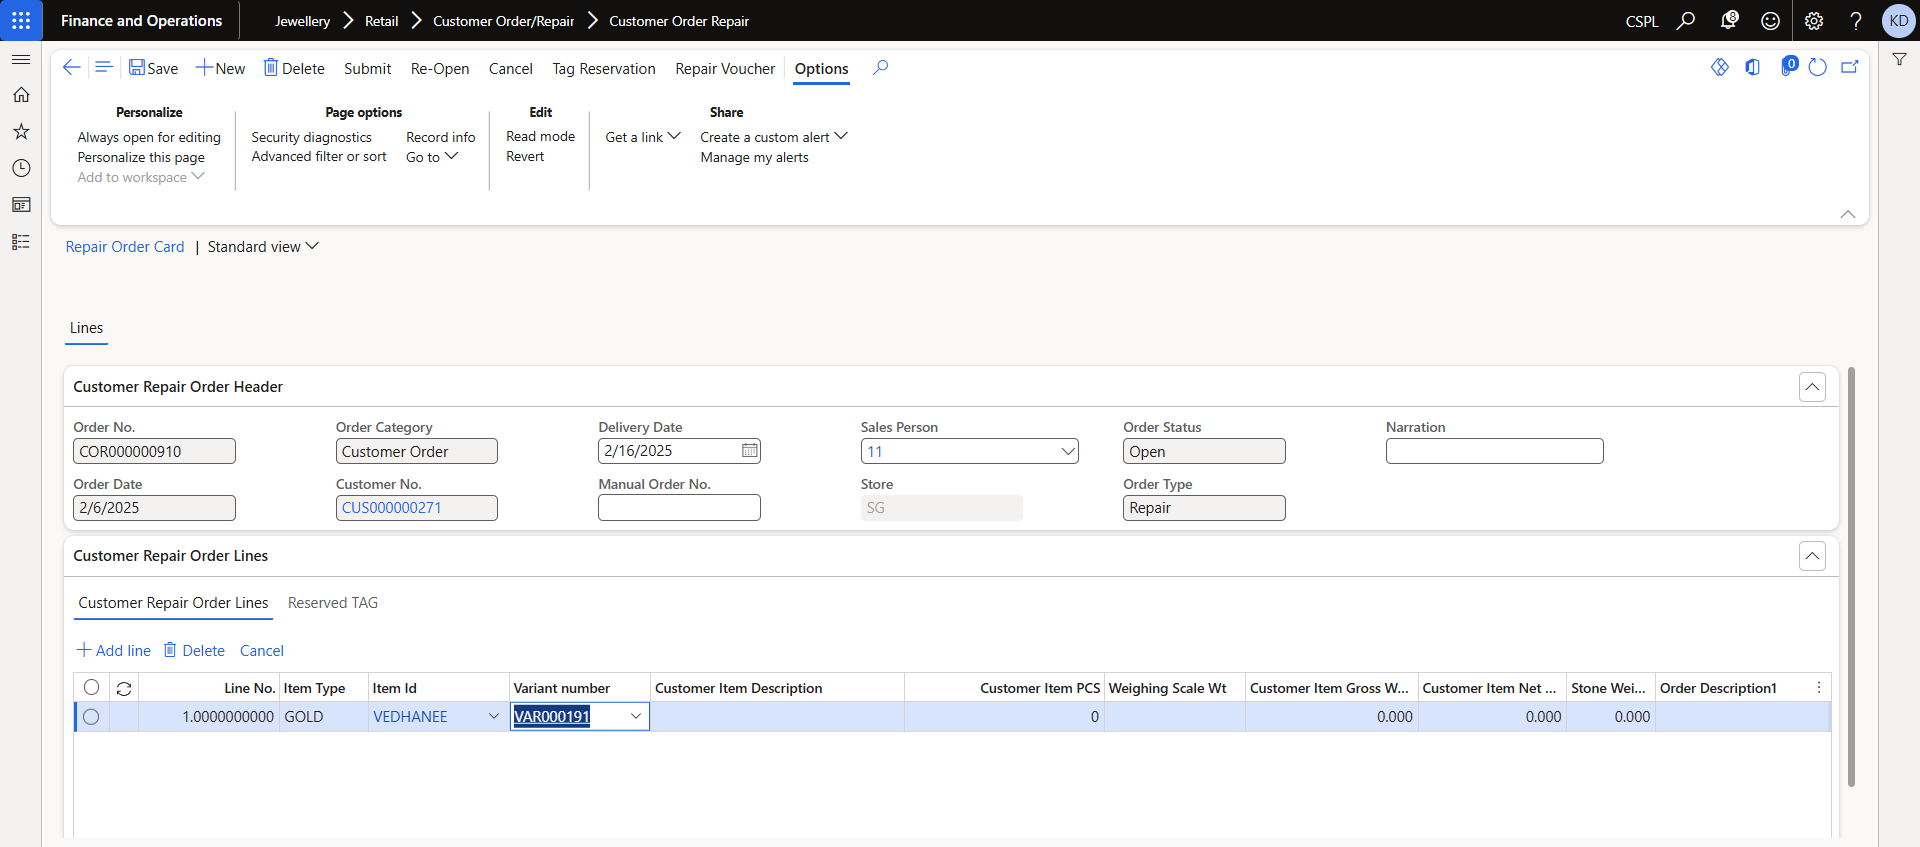 Finance and Operations
Jewellery
Retail
Customer Order/Repair
Customer Order Repair
CSPL
8
?
KD
Save
New
Delete
Submit
Re-Open
Cancel
Tag Reservation
Repair Voucher
Options
0
Personalize
Always open for editing
Personalize this page
Add to workspace
Page options
Security diagnostics
Advanced filter or sort
Record info
Go to
Edit
Read mode
Revert
Get a link
Share
Create a custom alert
Manage my alerts
Repair Order Card | Standard view
Lines
Customer Repair Order Header
Order No.
COR000000910
Order Category
Customer Order
Delivery Date
2/16/2025
Sales Person
11
Order Status
Open
Narration
Order Date
2/6/2025
Customer No.
CUS000000271
Manual Order No.
Store
SG
Order Type
Repair
Customer Repair Order Lines
Customer Repair Order Lines
Reserved TAG
Add line
Delete
Cancel
Line No. Item Type Item Id Variant number Customer Item Description Customer Item PCS Weighing Scale Wt Customer Item Gross W... Customer Item Net ... Stone Wei... Order Description1
1.0000000000 GOLD VEDHANEE VAR000191 0 0.000 0.000 0.000